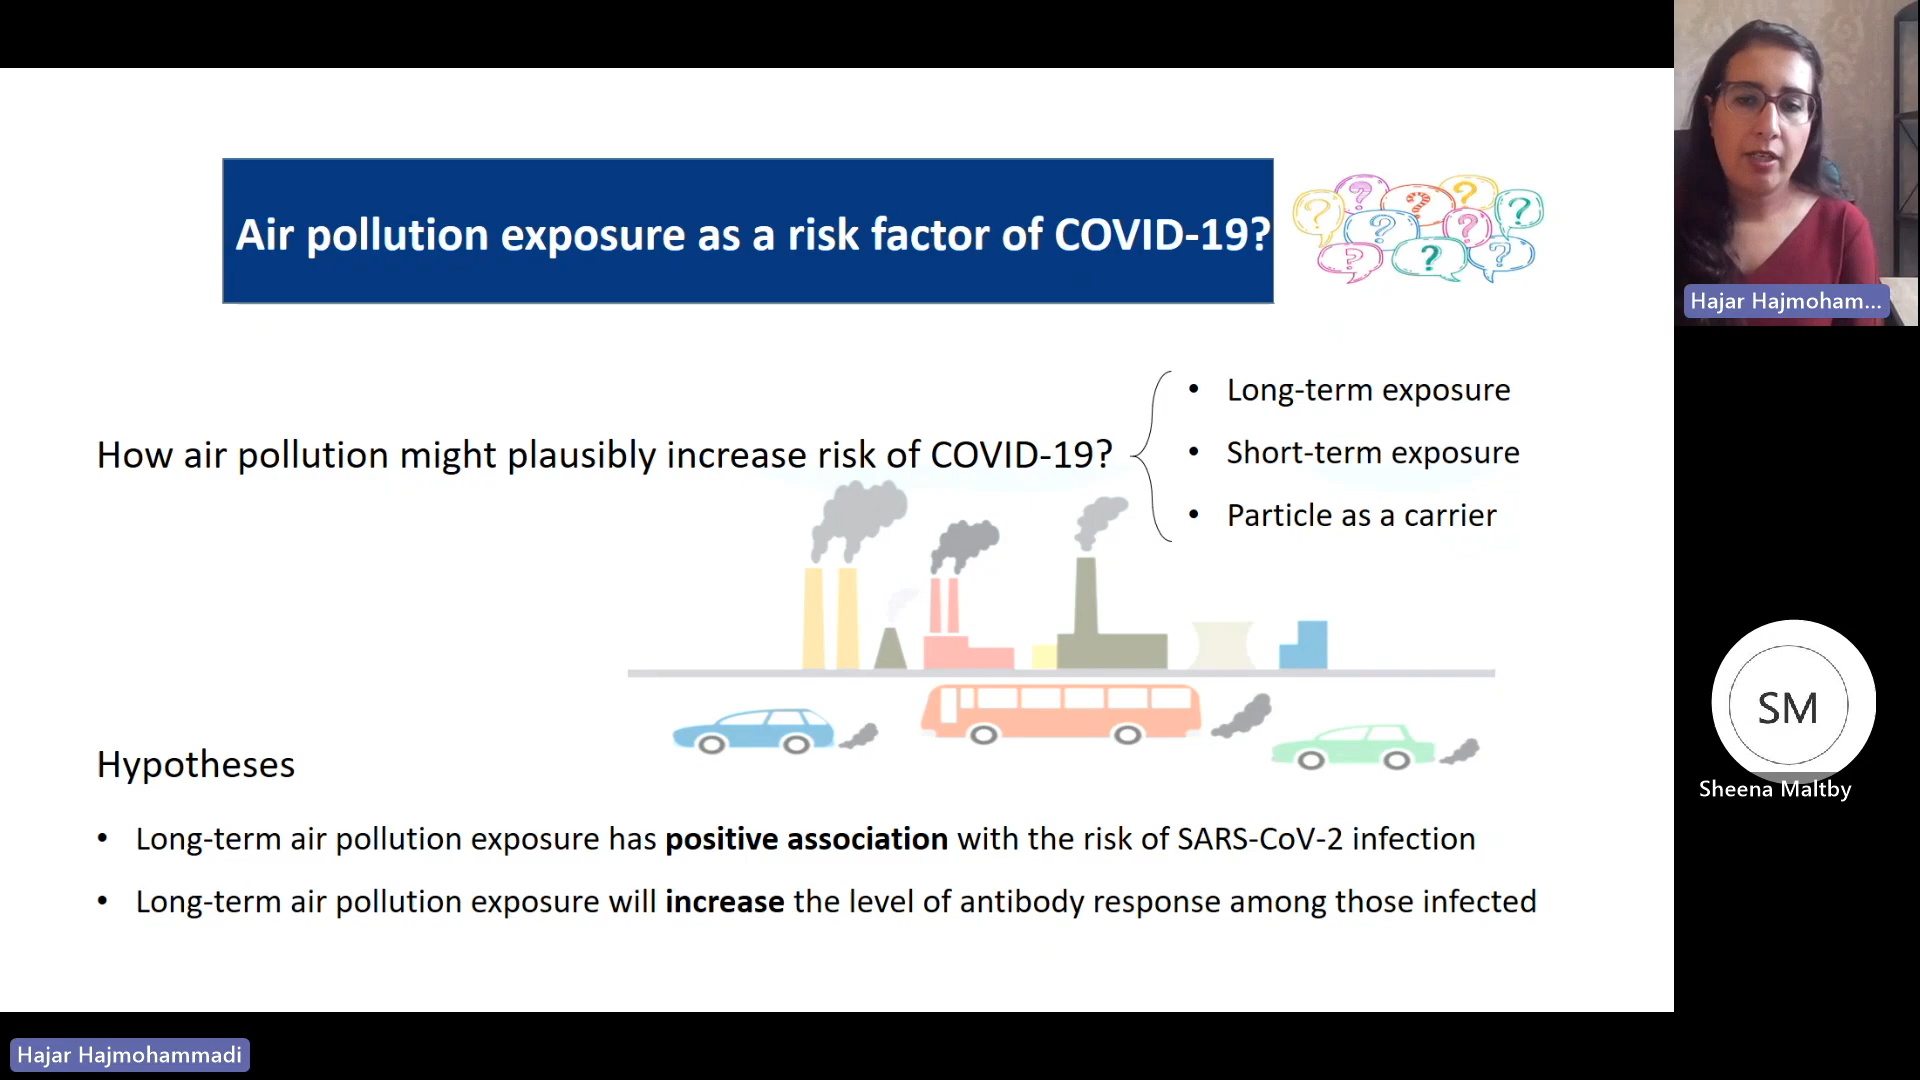 Air pollution exposure as a risk factor of COVID-19?
? ? ? ? ? ? ? ? ? ?
How air pollution might plausibly increase risk of COVID-19?
• Long-term exposure
• Short-term exposure
• Particle as a carrier
Hypotheses
• Long-term air pollution exposure has positive association with the risk of SARS-CoV-2 infection
• Long-term air pollution exposure will increase the level of antibody response among those infected
Hajar Hajmoham...
SM
Sheena Maltby
Hajar Hajmohammadi